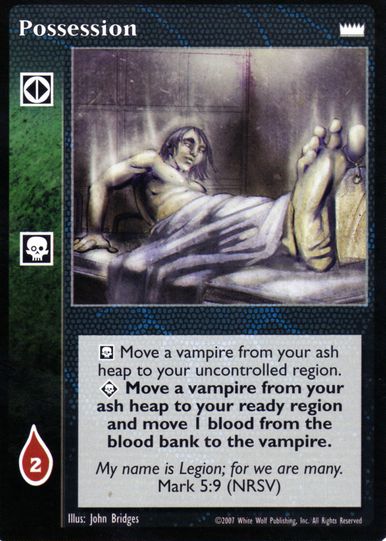 Possession
Move a vampire from your ash
heap to your uncontrolled region.
Move a vampire from your
ash heap to your ready region
and move 1 blood from the
blood bank to the vampire.
My name is Legion; for we are many.
Mark 5:9 (NRSV)
2
Illus: John Bridges ©2007 White Wolf Publishing, Inc. All Rights Reserved